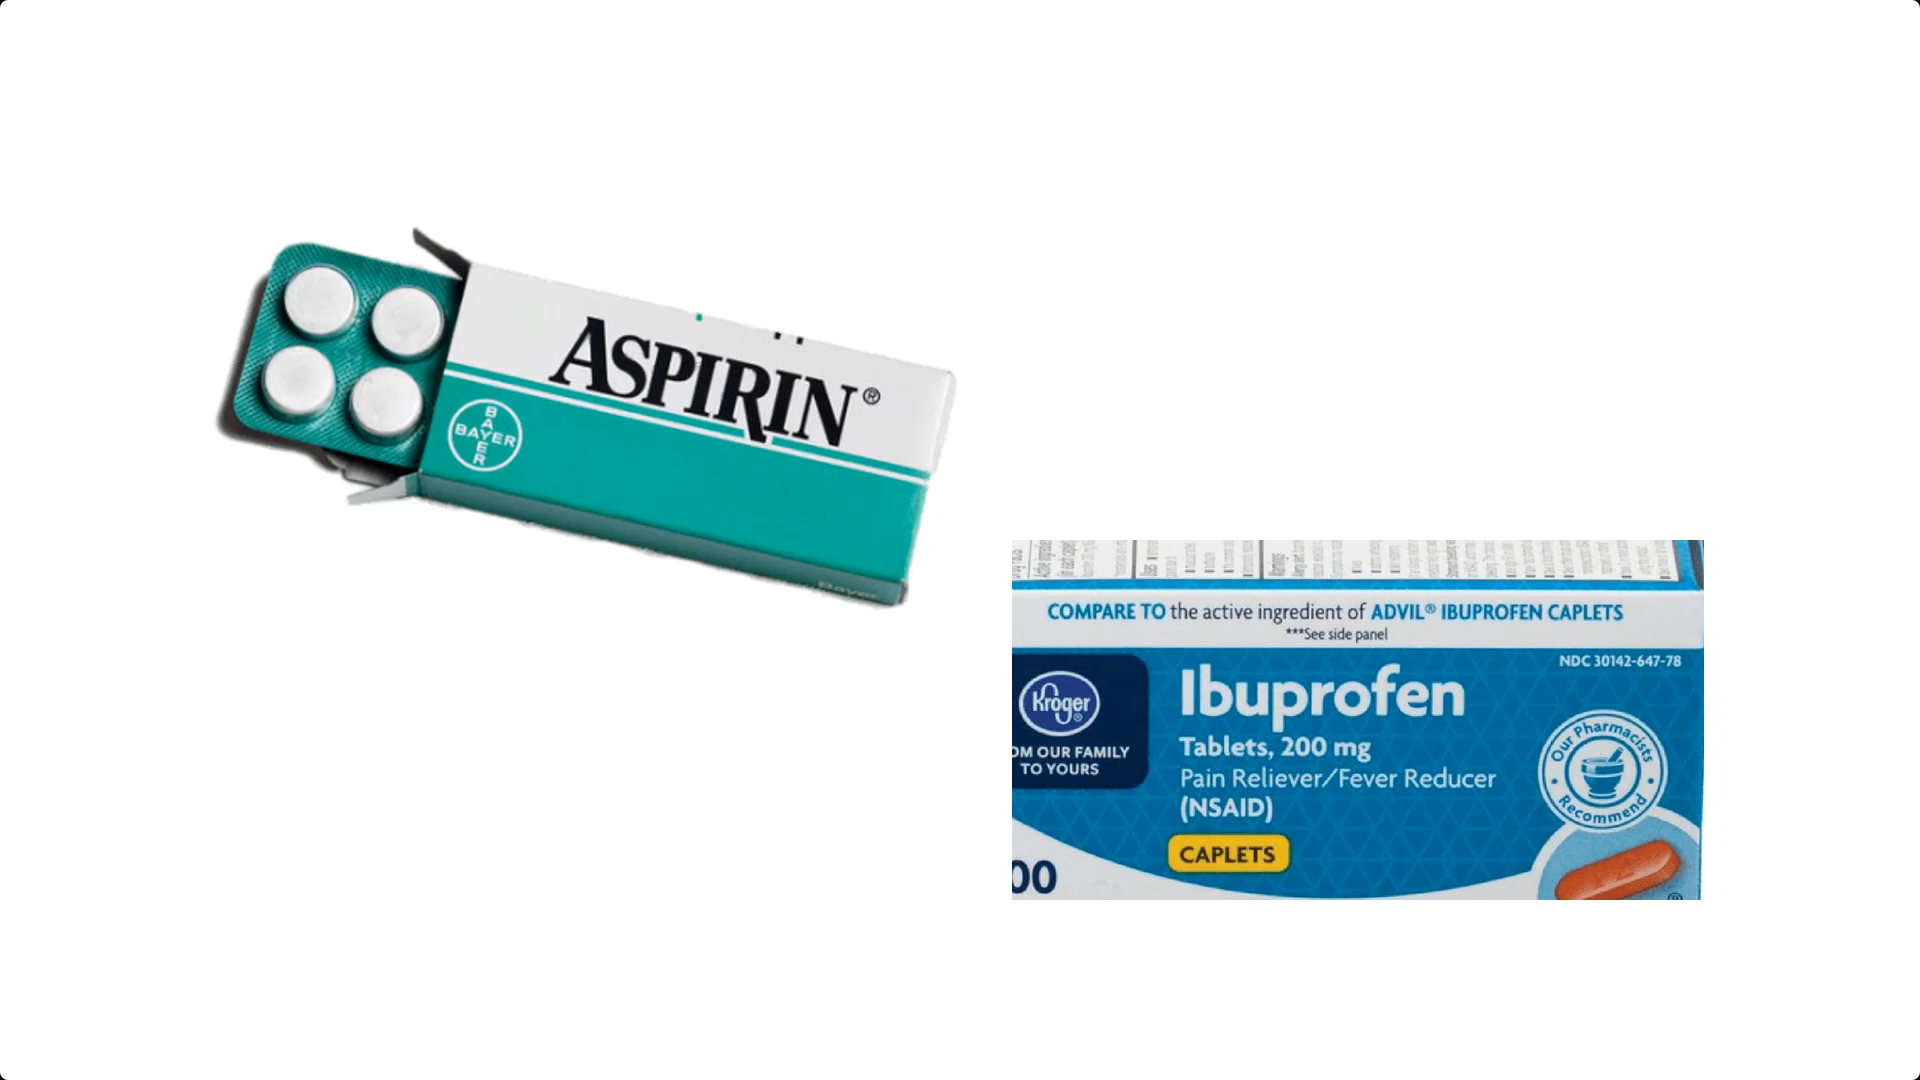 ASPIRIN®
BAYER
BAYER
Bayer
COMPARE TO the active ingredient of ADVIL® IBUPROFEN CAPLETS
***See side panel
NDC 30142-647-78
Kroger®
OM OUR FAMILY
TO YOURS
Ibuprofen
Tablets, 200 mg
Pain Reliever/Fever Reducer
(NSAID)
CAPLETS
Our Pharmacists
Recommend
00